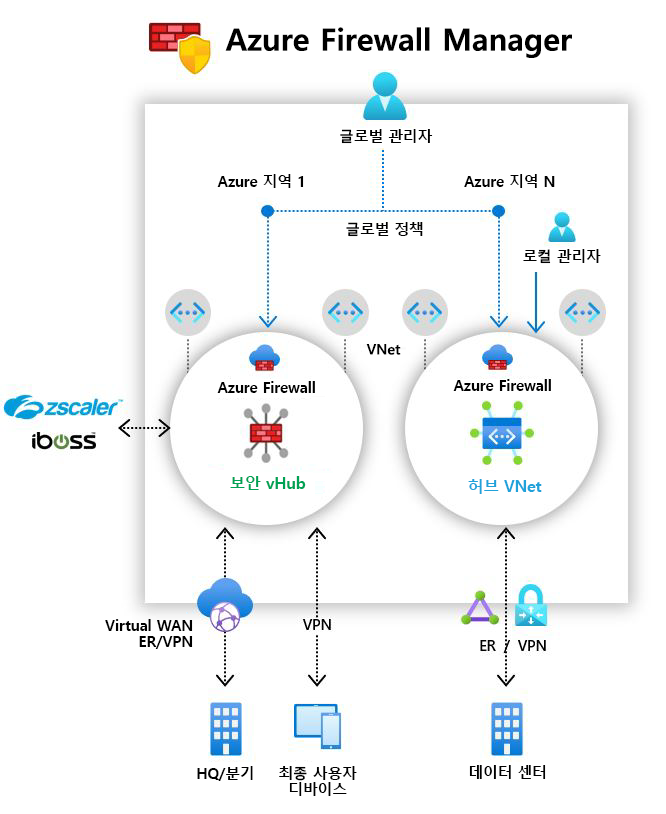 Azure Firewall Manager
글로벌 관리자
Azure 지역 1
Azure 지역 N
글로벌 정책
로컬 관리자
VNet
Azure Firewall
Azure Firewall
zscaler™
iboss™
보안 vHub
허브 VNet
Virtual WAN
ER/VPN
VPN
ER / VPN
HQ/분기
최종 사용자
디바이스
데이터 센터